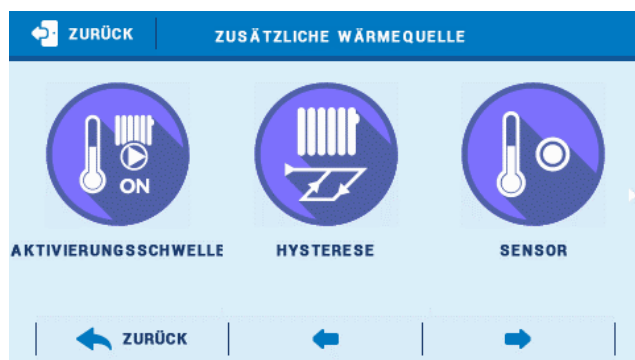 ZURÜCK
ZUSÄTZLICHE WÄRMEQUELLE
ON
AKTIVIERUNGSSCHWELLE
HYSTERESE
SENSOR
ZURÜCK